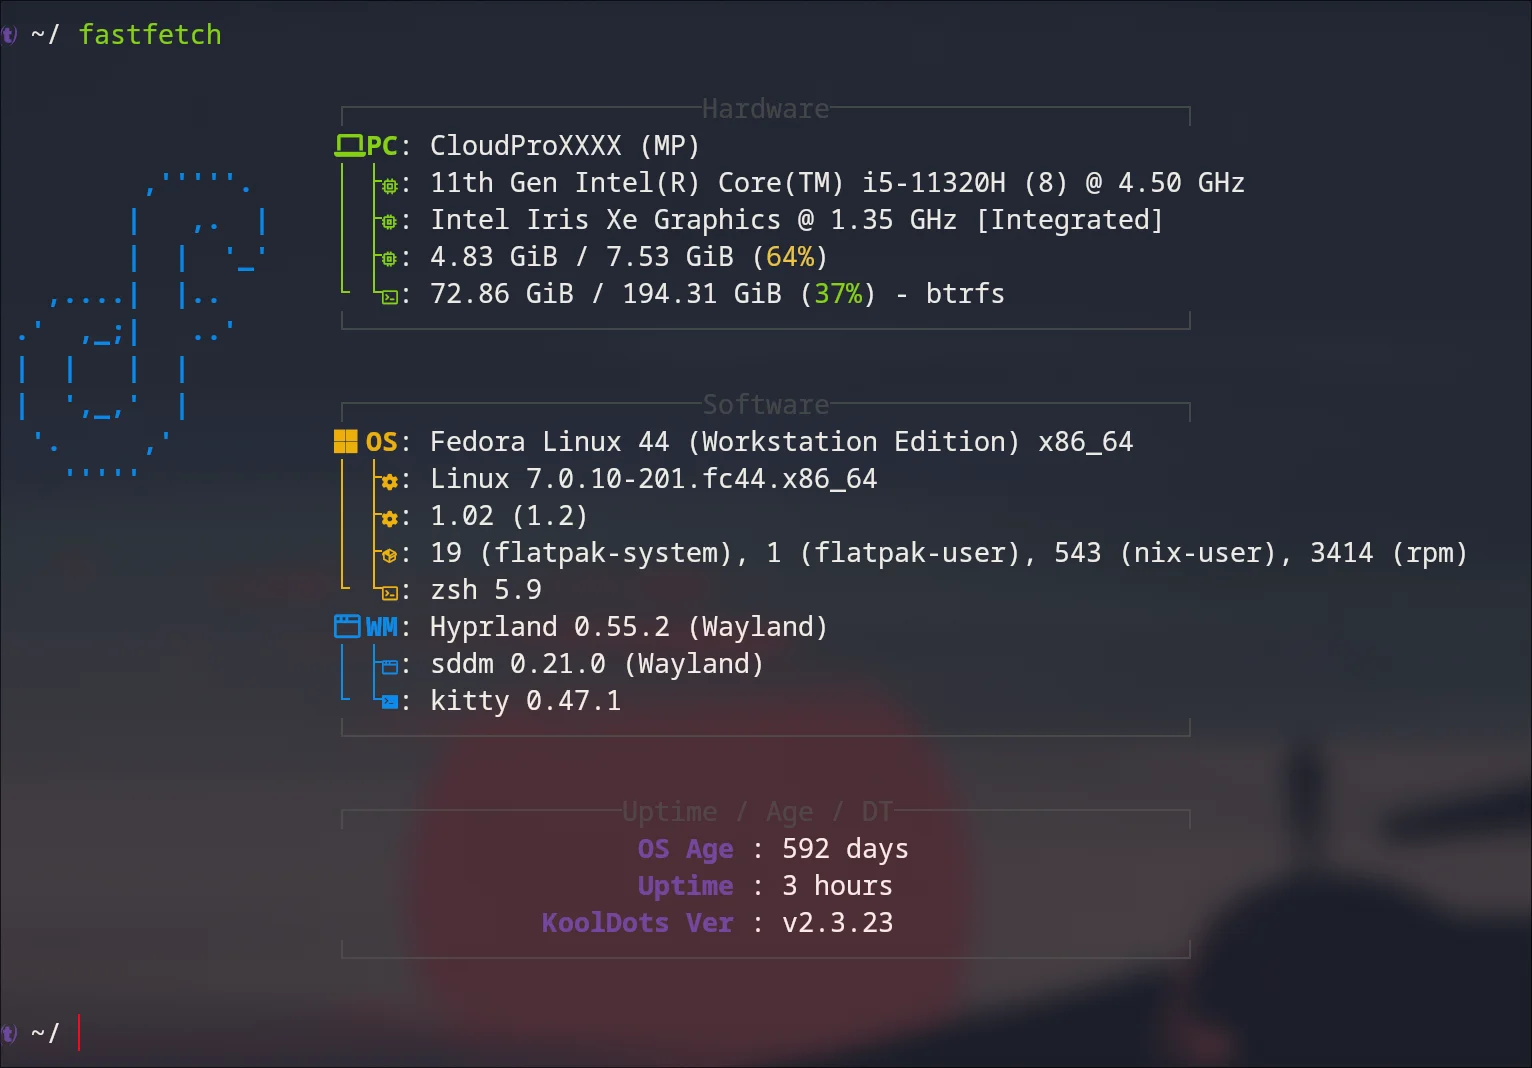 ~/ fastfetch
Hardware
PC: CloudProXXXX (MP)
: 11th Gen Intel(R) Core(TM) i5-11320H (8) @ 4.50 GHz
: Intel Iris Xe Graphics @ 1.35 GHz [Integrated]
: 4.83 GiB / 7.53 GiB (64%)
: 72.86 GiB / 194.31 GiB (37%) - btrfs
Software
OS: Fedora Linux 44 (Workstation Edition) x86_64
: Linux 7.0.10-201.fc44.x86_64
: 1.02 (1.2)
: 19 (flatpak-system), 1 (flatpak-user), 543 (nix-user), 3414 (rpm)
: zsh 5.9
WM: Hyprland 0.55.2 (Wayland)
: sddm 0.21.0 (Wayland)
: kitty 0.47.1
Uptime / Age / DT
OS Age : 592 days
Uptime : 3 hours
KoolDots Ver : v2.3.23
~/